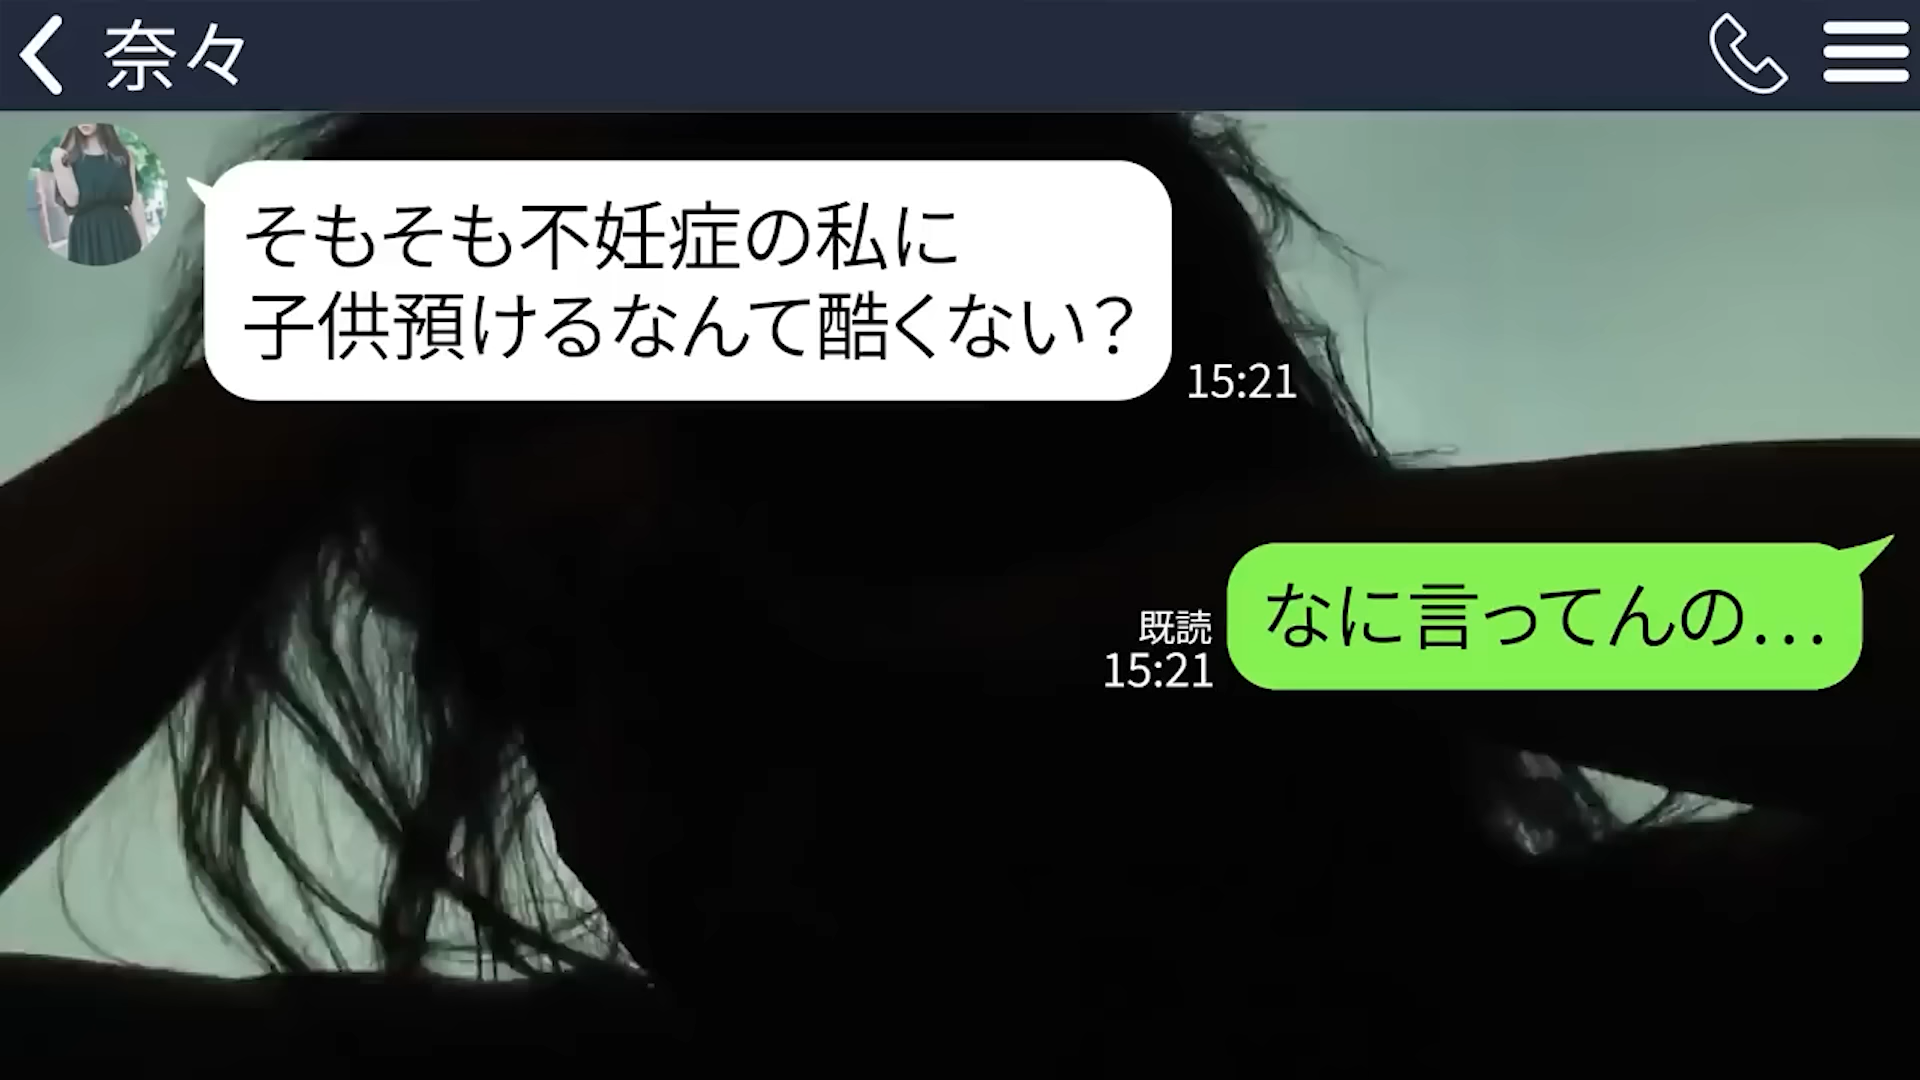 奈々
そもそも不妊症の私に
子供預けるなんて酷くない?
15:21
なに言ってんの...
既読
15:21